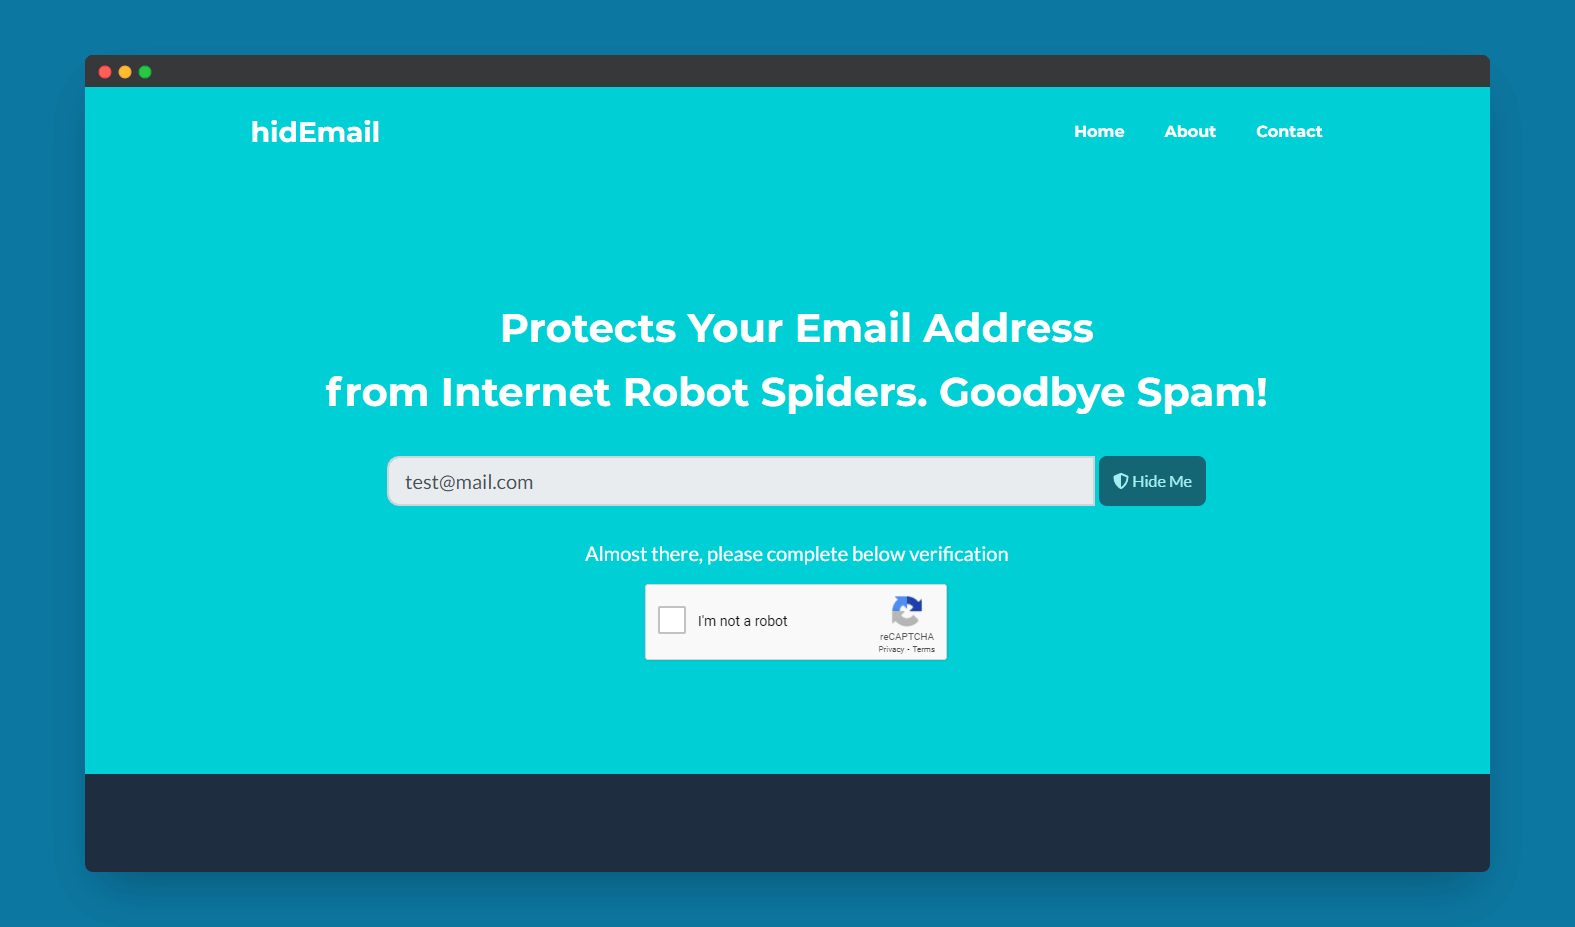 hidEmail
Home About Contact
Protects Your Email Address
from Internet Robot Spiders. Goodbye Spam!
test@mail.com Hide Me
Almost there, please complete below verification
I'm not a robot
reCAPTCHA
Privacy - Terms